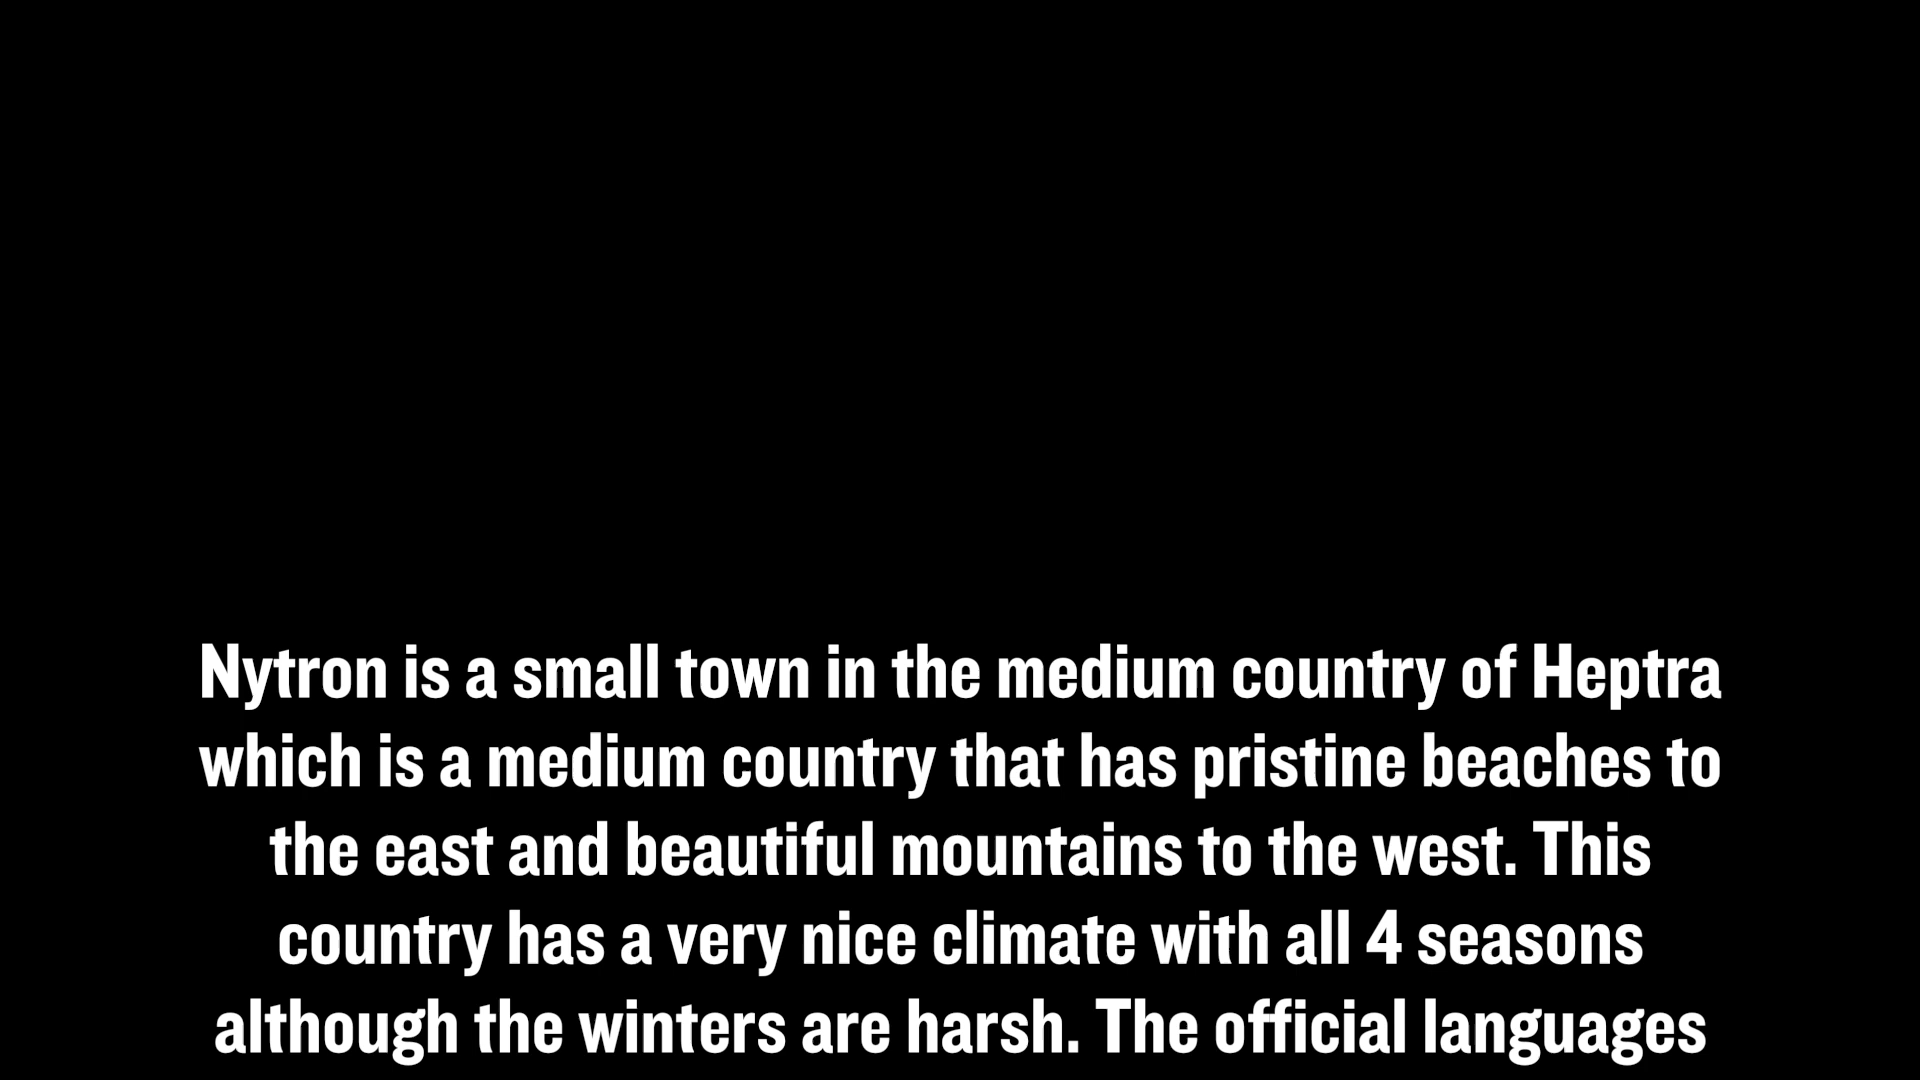 Nytron is a small town in the medium country of Heptra
which is a medium country that has pristine beaches to
the east and beautiful mountains to the west. This
country has a very nice climate with all 4 seasons
although the winters are harsh. The official languages